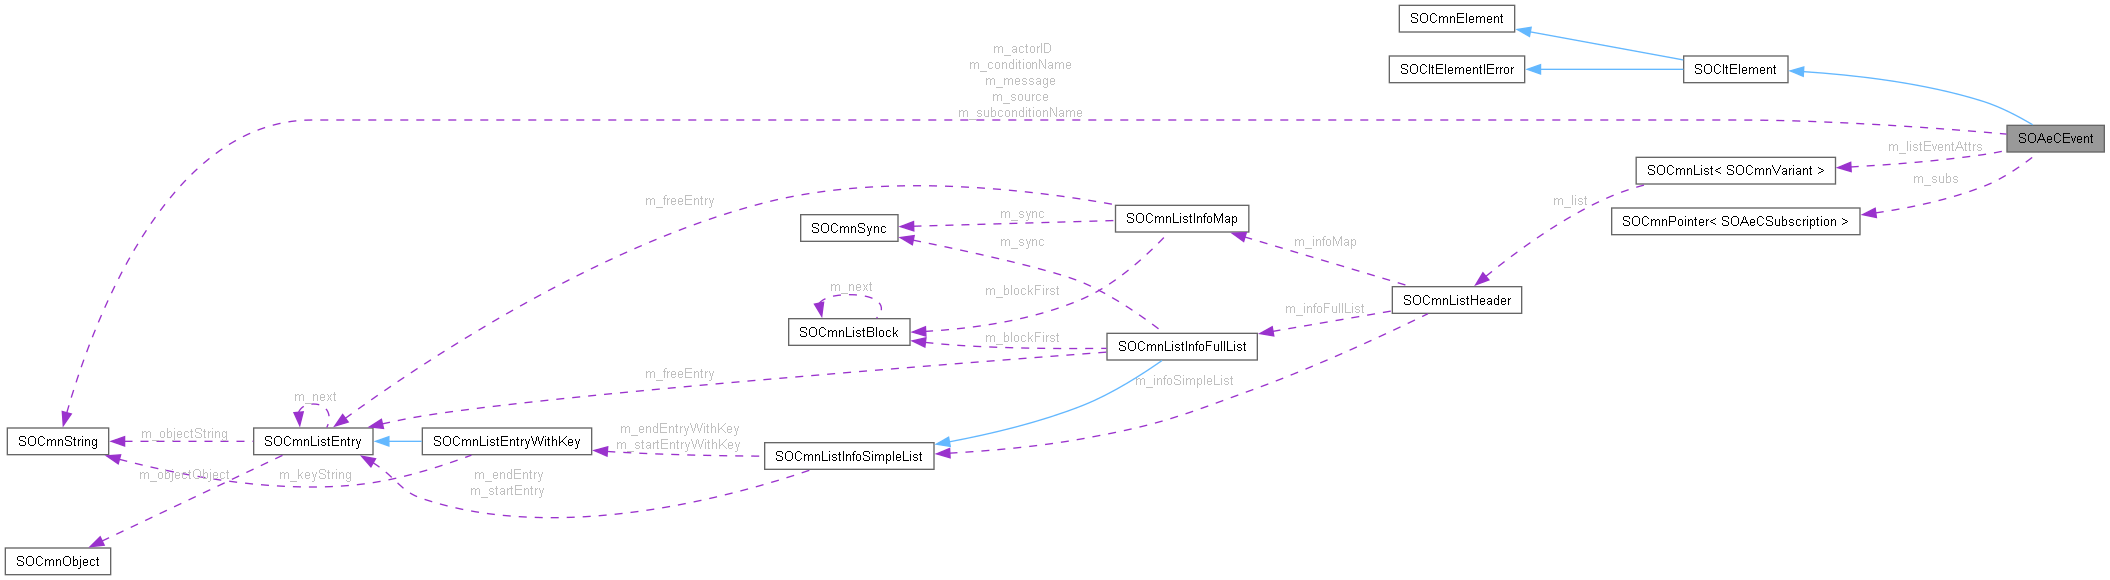 SOCmnElement
m_actorID
m_conditionName
m_message
m_source
m_subconditionName
SOCltElementIError
SOCltElement
SOAeCEvent
m_listEventAttrs
SOCmnList< SOCmnVariant >
m_subs
m_freeEntry
m_list
SOCmnListInfoMap
m_sync
SOCmnSync
SOCmnPointer< SOAeCSubscription >
m_sync
m_infoMap
m_next
m_blockFirst
SOCmnListHeader
m_infoFullList
SOCmnListBlock
m_blockFirst
SOCmnListInfoFullList
m_freeEntry
m_infoSimpleList
m_next
m_endEntryWithKey
m_startEntryWithKey
m_objectString
SOCmnString
SOCmnListEntry
SOCmnListEntryWithKey
SOCmnListInfoSimpleList
m_objectObject
m_keyString
m_endEntry
m_startEntry
SOCmnObject